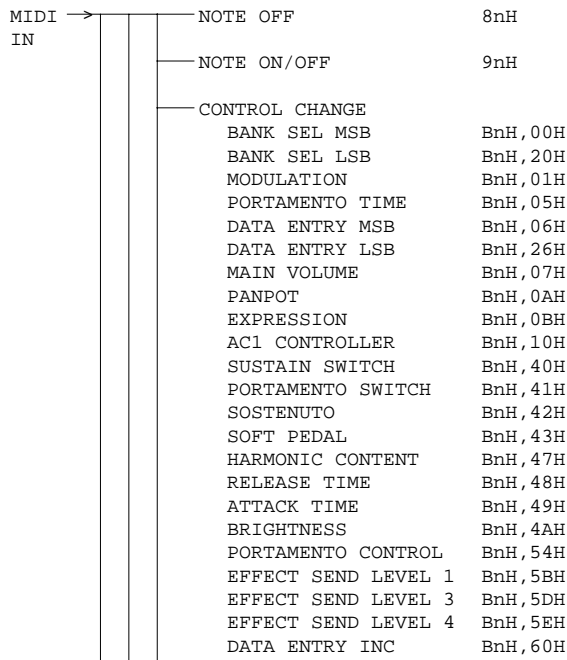 MIDI NOTE OFF 8nH
IN
NOTE ON/OFF 9nH
CONTROL CHANGE
BANK SEL MSB BnH,00H
BANK SEL LSB BnH,20H
MODULATION BnH,01H
PORTAMENTO TIME BnH,05H
DATA ENTRY MSB BnH,06H
DATA ENTRY LSB BnH,26H
MAIN VOLUME BnH,07H
PANPOT BnH,0AH
EXPRESSION BnH,0BH
AC1 CONTROLLER BnH,10H
SUSTAIN SWITCH BnH,40H
PORTAMENTO SWITCH BnH,41H
SOSTENUTO BnH,42H
SOFT PEDAL BnH,43H
HARMONIC CONTENT BnH,47H
RELEASE TIME BnH,48H
ATTACK TIME BnH,49H
BRIGHTNESS BnH,4AH
PORTAMENTO CONTROL BnH,54H
EFFECT SEND LEVEL 1 BnH,5BH
EFFECT SEND LEVEL 3 BnH,5DH
EFFECT SEND LEVEL 4 BnH,5EH
DATA ENTRY INC BnH,60H